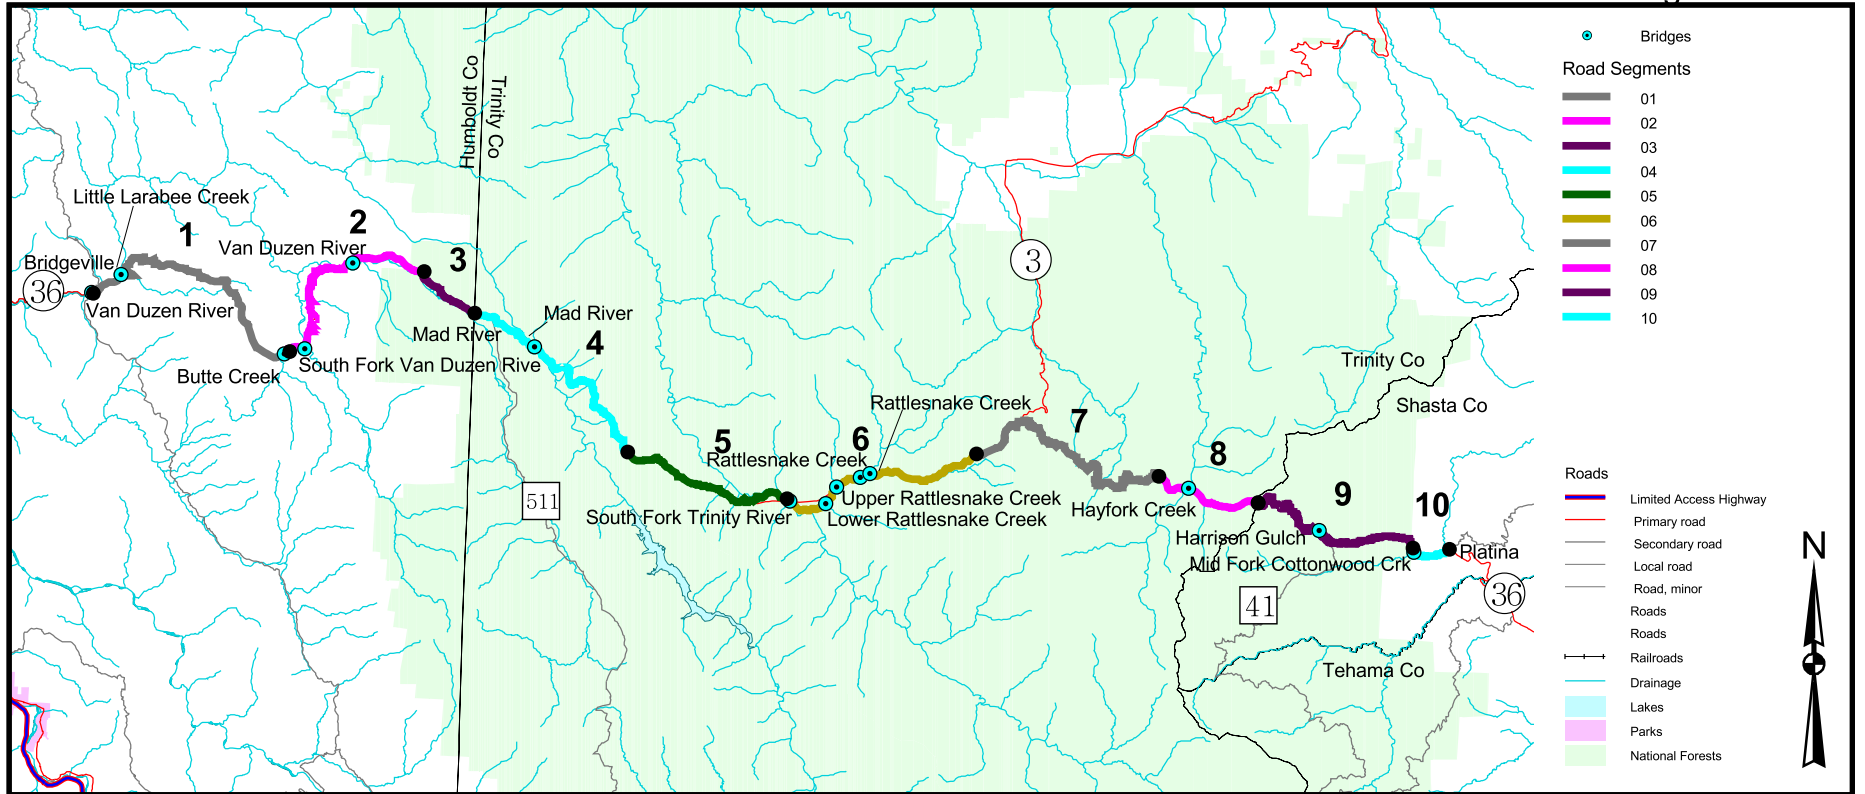 Bridges
Road Segments
01
02
03
04
05
06
07
08
09
10
Humboldt Co
Trinity Co
Little Larabee Creek
1
2
3
Van Duzen River
Bridgeville
36
Van Duzen River
3
Mad River
Mad River
4
South Fork Van Duzen Rive
Butte Creek
Trinity Co
Shasta Co
Rattlesnake Creek
5
6
7
8
9
10
Rattlesnake Creek
511
Upper Rattlesnake Creek
South Fork Trinity River
Lower Rattlesnake Creek
Hayfork Creek
Harrison Gulch
Mid Fork Cottonwood Crk
Platina
36
41
Tehama Co
Roads
Limited Access Highway
Primary road
Secondary road
Local road
Road, minor
Roads
Roads
Railroads
Drainage
Lakes
Parks
National Forests
N